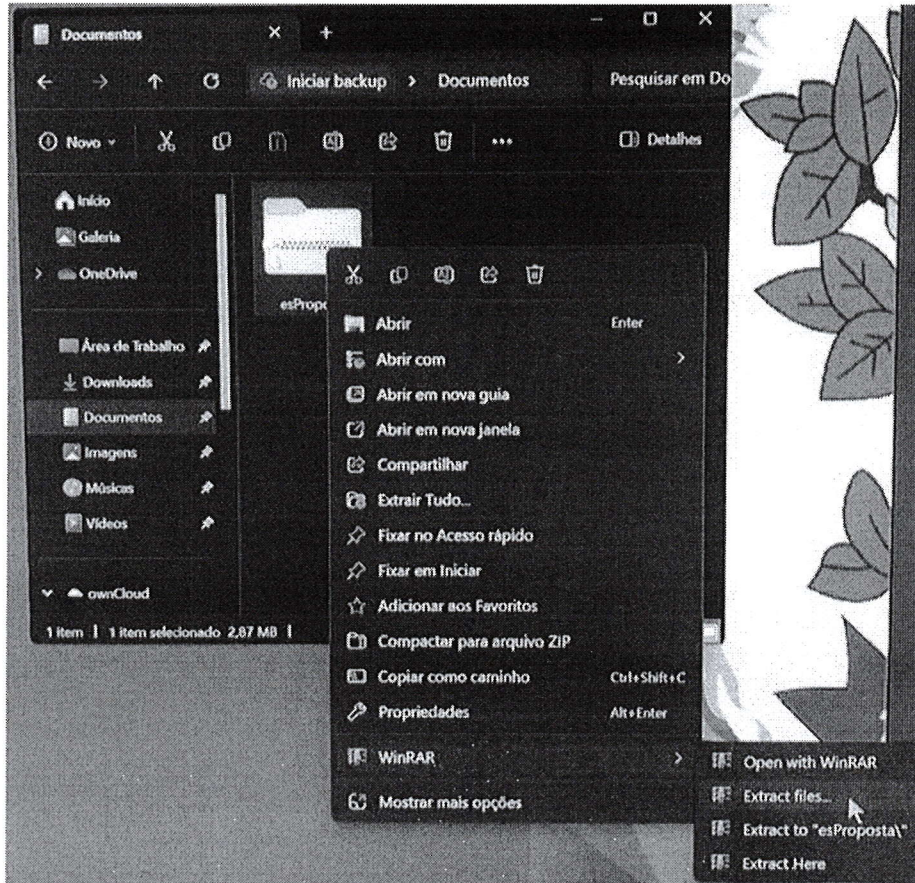 Documentos
Iniciar backup > Documentos Pesquisar em Do
Novo Detalhes
Início
Galeria
OneDrive
Área de Trabalho
Downloads
Documentos
Imagens
Músicas
Vídeos
ownCloud
1 item | 1 item selecionado 2,87 MB |
esPropo
Abrir Enter
Abrir com
Abrir em nova guia
Abrir em nova janela
Compartilhar
Extrair Tudo...
Fixar no Acesso rápido
Fixar em Iniciar
Adicionar aos Favoritos
Compactar para arquivo ZIP
Copiar como caminho Ctrl+Shift+C
Propriedades Alt+Enter
WinRAR
Mostrar mais opções
Open with WinRAR
Extract files...
Extract to "esProposta\"
Extract Here